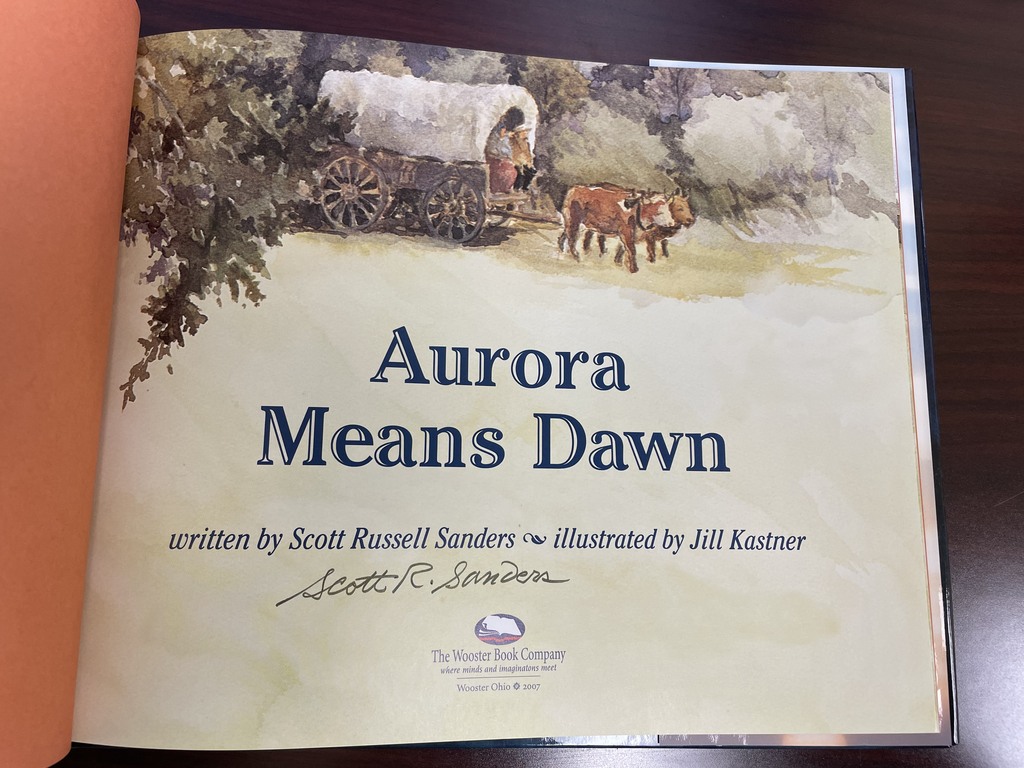 Aurora
Means Dawn
written by Scott Russell Sanders ~ illustrated by Jill Kastner
Scott R. Sanders
The Wooster Book Company
where minds and imaginatons meet
Wooster Ohio ❖ 2007